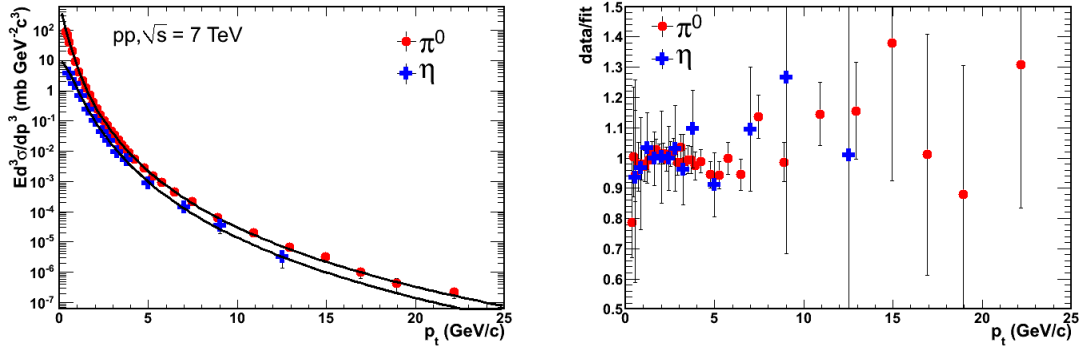 Ed³σ/dp³ (mb GeV⁻²c³)
10²
10
1
10⁻¹
10⁻²
10⁻³
10⁻⁴
10⁻⁵
10⁻⁶
10⁻⁷
pp, √s = 7 TeV
π⁰
η
0 5 10 15 20 25
pₜ (GeV/c)
data/fit
1.5
1.4
1.3
1.2
1.1
1
0.9
0.8
0.7
0.6
0.5
π⁰
η
0 5 10 15 20 25
pₜ (GeV/c)